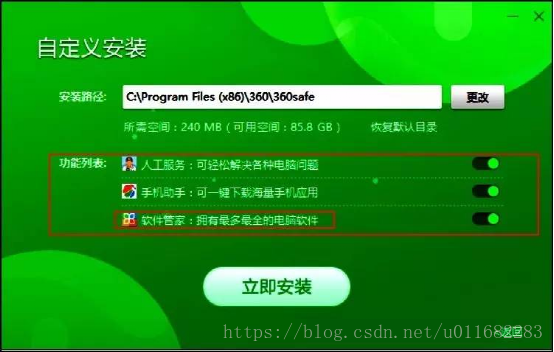 自定义安装
安装路径: C:\Program Files (x86)\360\360safe 更改
所需空间:240 MB(可用空间:85.8 GB) 恢复默认目录
功能列表: 人工服务:可轻松解决各种电脑问题
手机助手:可一键下载海量手机应用
软件管家:拥有最多最全的电脑软件
立即安装
返回
https://blog.csdn.net/u011682283